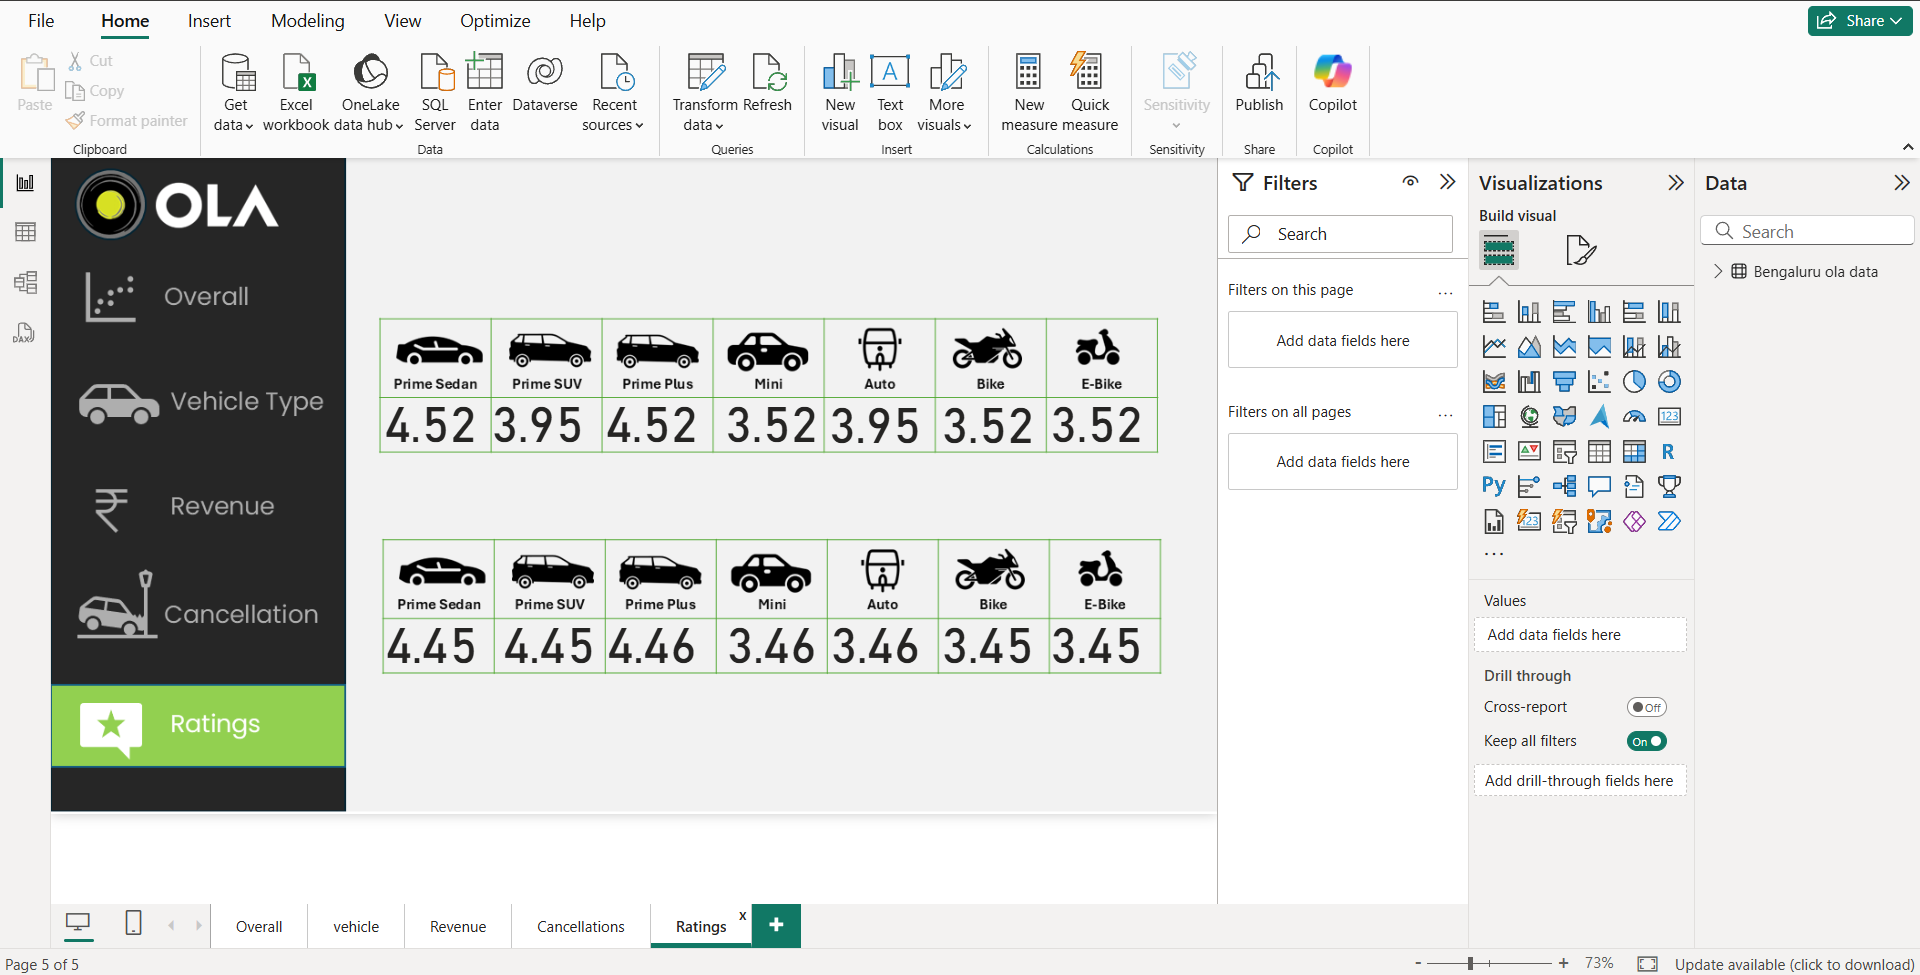 File Home Insert Modeling View Optimize Help Share
Paste
Cut
Copy
Format painter
Clipboard
Get data
Excel workbook
OneLake data hub
SQL Server
Enter data
Dataverse
Recent sources
Data
Transform data
Refresh
Queries
New visual
Text box
More visuals
Insert
New measure
Quick measure
Calculations
Sensitivity
Sensitivity
Publish
Share
Copilot
Copilot
DAX
OLA
Overall
Vehicle Type
Revenue
Cancellation
Ratings
Prime Sedan Prime SUV Prime Plus Mini Auto Bike E-Bike
4.52 3.95 4.52 3.52 3.95 3.52 3.52
Prime Sedan Prime SUV Prime Plus Mini Auto Bike E-Bike
4.45 4.45 4.46 3.46 3.46 3.45 3.45
Filters
Search
Filters on this page ...
Add data fields here
Filters on all pages ...
Add data fields here
Visualizations
Build visual
123
R
Py
123
...
Values
Add data fields here
Drill through
Cross-report Off
Keep all filters On
Add drill-through fields here
Data
Search
Bengaluru ola data
Overall vehicle Revenue Cancellations Ratings x +
Page 5 of 5
- + 73% Update available (click to download)